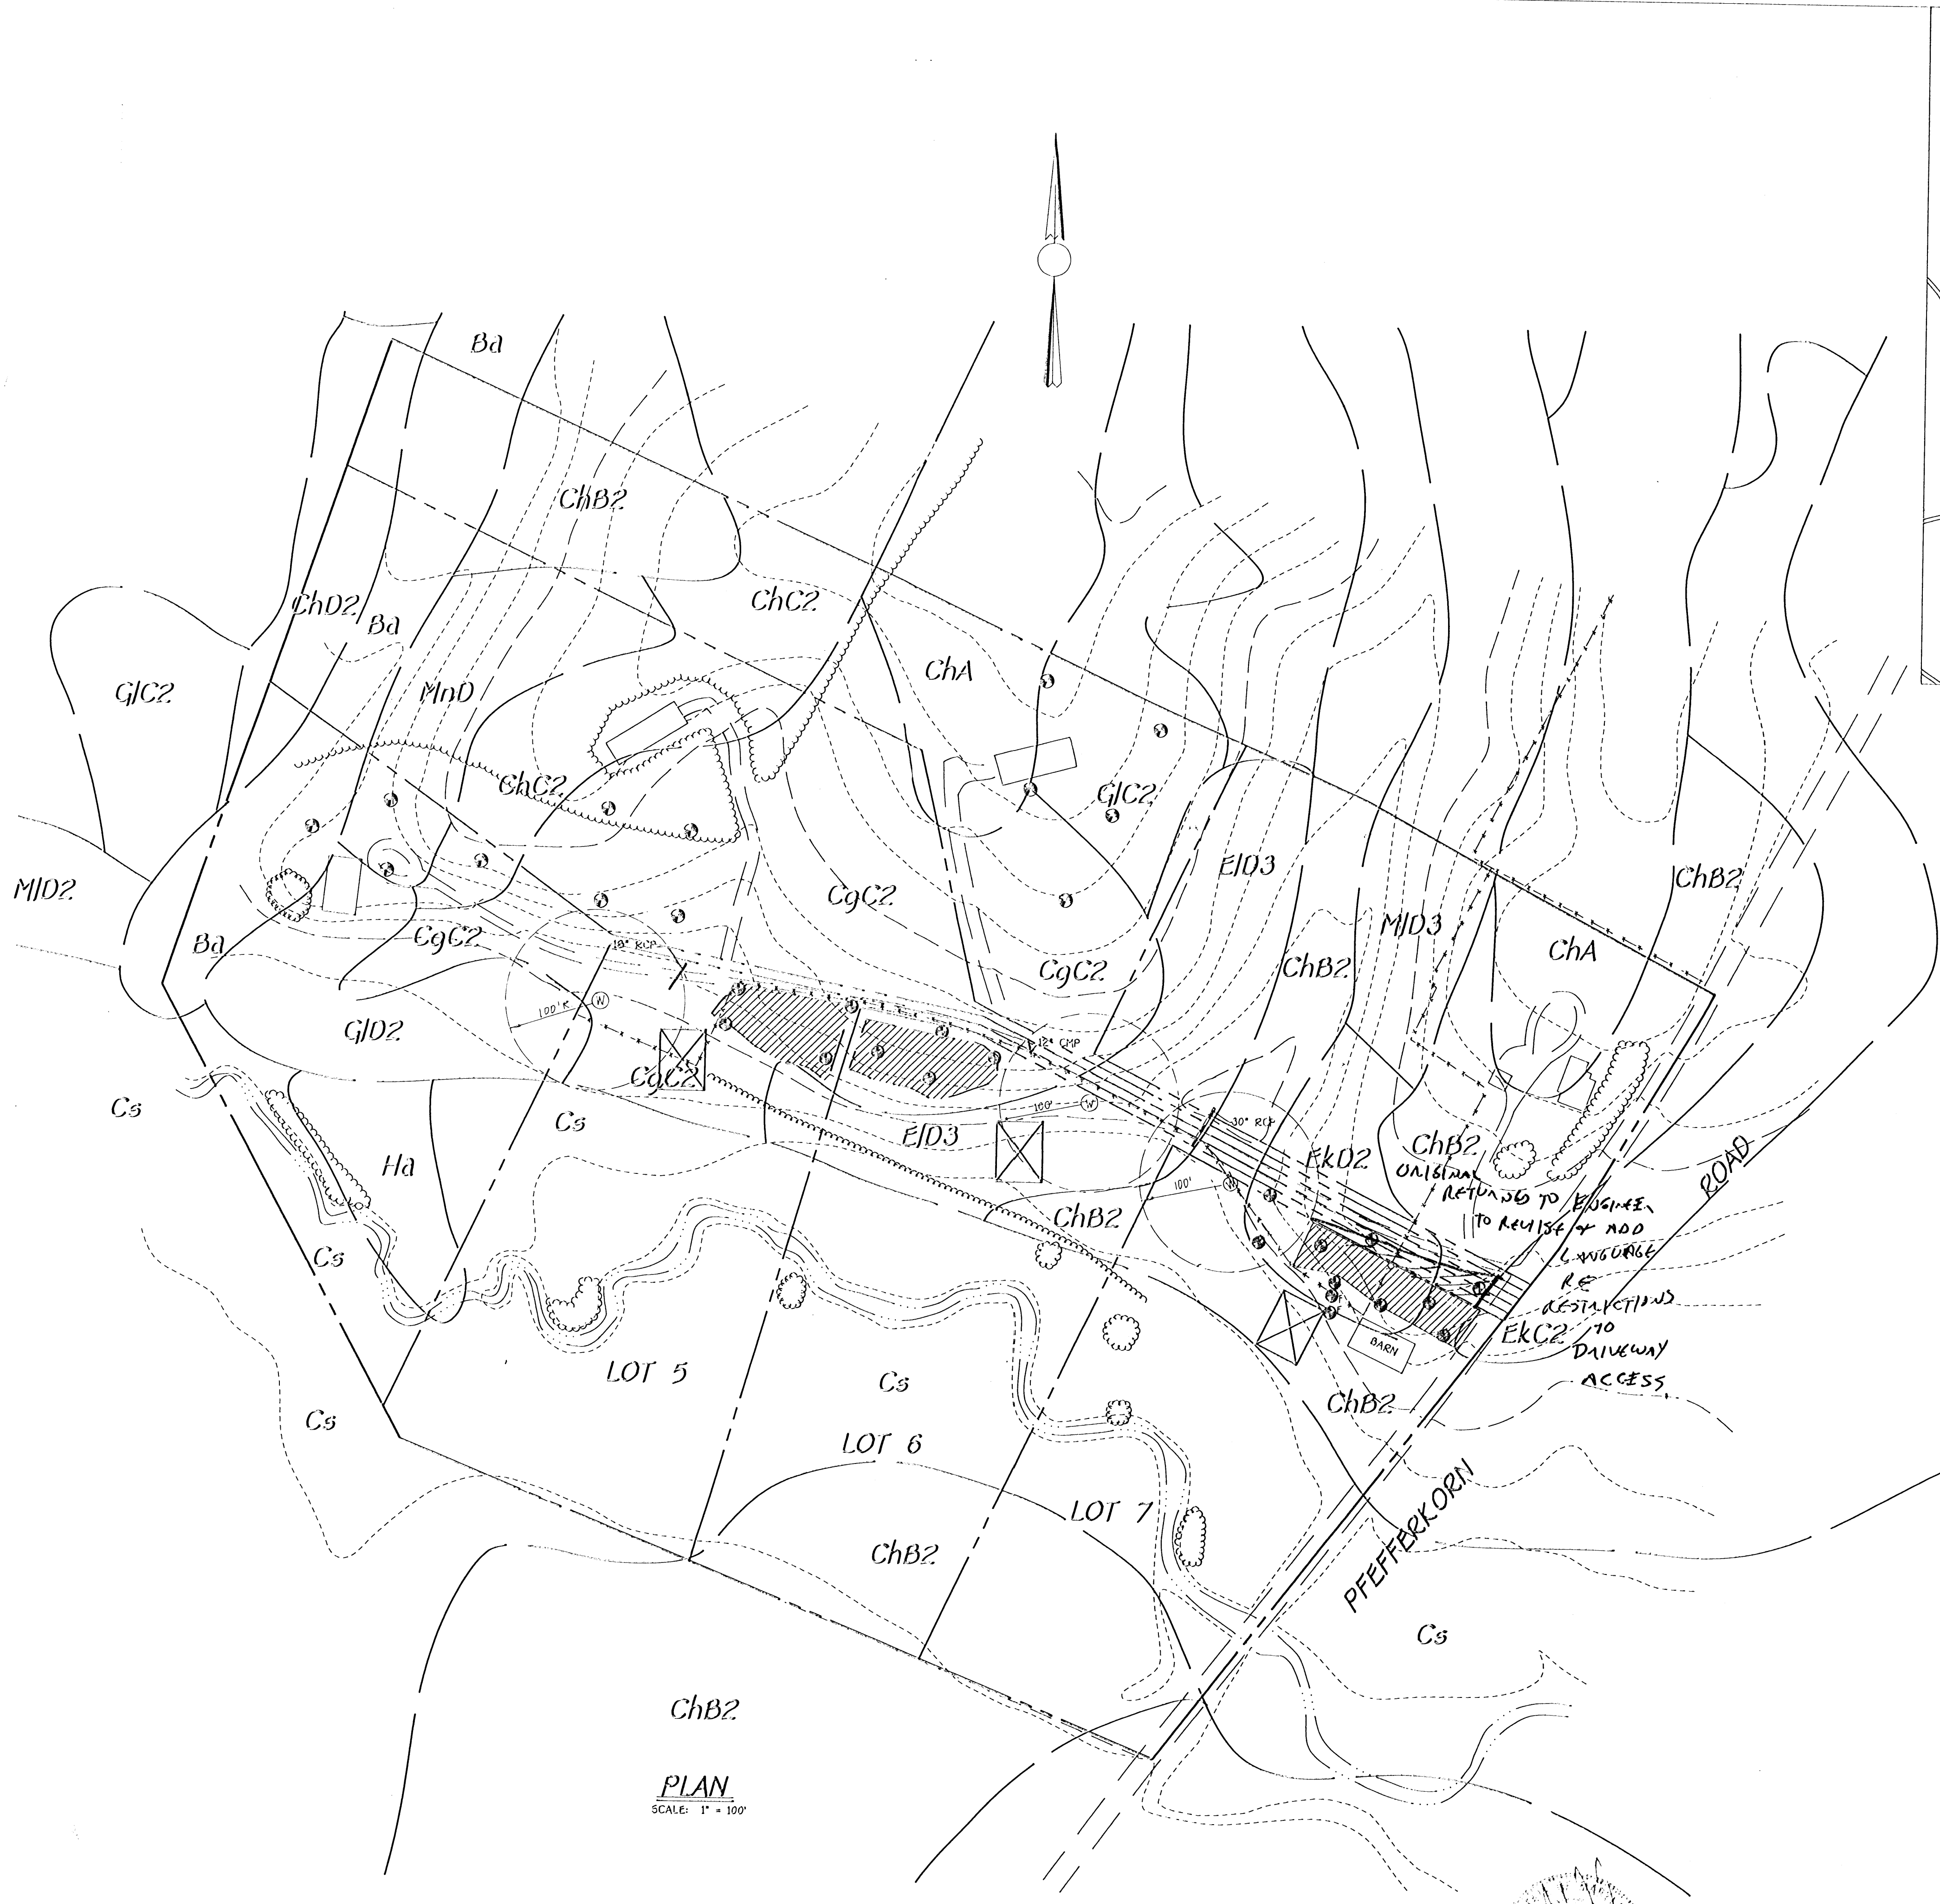 Ba
ChB2
ChD2
Ba
ChC2
ChA
GlC2
MnD
ChC2
GlC2
ElD3
ChB2
MlD2
CgC2
MlD3
Ba
CgC2
18" RCP
CgC2
ChB2
ChA
100' R
W
GlD2
12" CMP
CgC2
100'
W
Cs
Cs
ElD3
30" RCP
Ha
EkD2
ChB2
100'
W
ORIGINAL
RETURNED TO ENGINEER
TO REVISE & ADD
LANGUAGE
RE
RESTRICTIONS
TO
DRIVEWAY
ACCESS
ROAD
ChB2
Cs
EkC2
BARN
LOT 5
Cs
ChB2
Cs
LOT 6
LOT 7
PFEFFERKORN
ChB2
Cs
ChB2
PLAN
SCALE: 1" = 100'